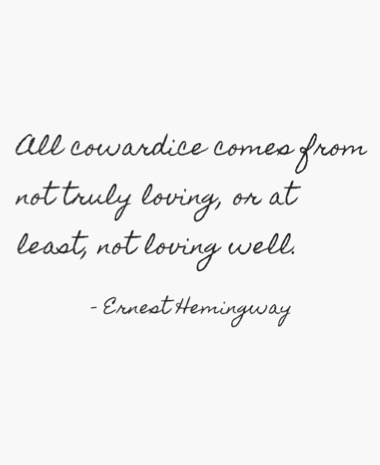 All cowardice comes from
not truly loving, or at
least, not loving well.
- Ernest Hemingway